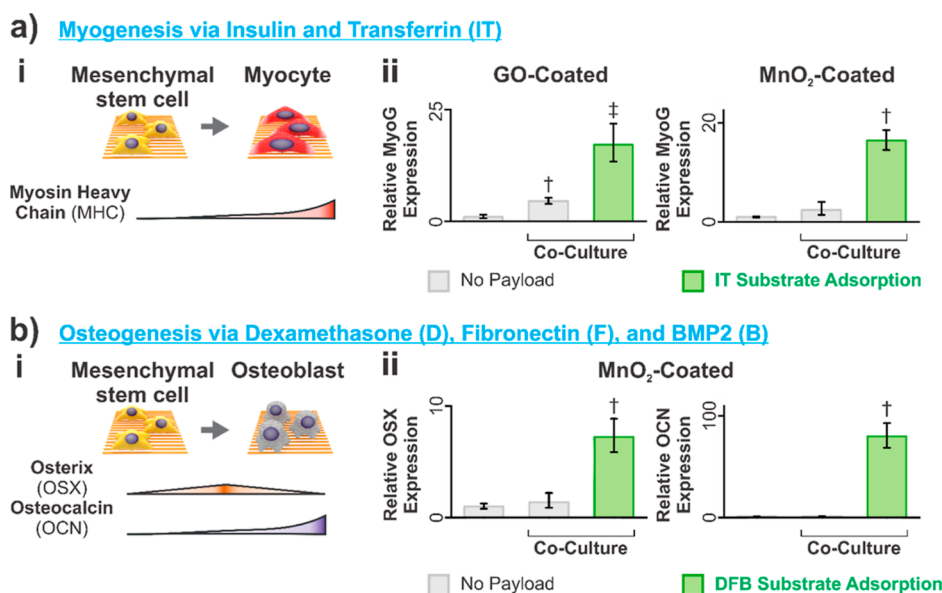 a) Myogenesis via Insulin and Transferrin (IT)
i
Mesenchymal
stem cell
Myocyte
Myosin Heavy
Chain (MHC)
ii
GO-Coated
Relative MyoG
Expression
25
0
†
‡
Co-Culture
MnO₂-Coated
Relative MyoG
Expression
20
0
†
Co-Culture
No Payload
IT Substrate Adsorption
b) Osteogenesis via Dexamethasone (D), Fibronectin (F), and BMP2 (B)
i
Mesenchymal
stem cell
Osteoblast
Osterix
(OSX)
Osteocalcin
(OCN)
ii
MnO₂-Coated
Relative OSX
Expression
10
0
†
Co-Culture
Relative OCN
Expression
100
0
†
Co-Culture
No Payload
DFB Substrate Adsorption